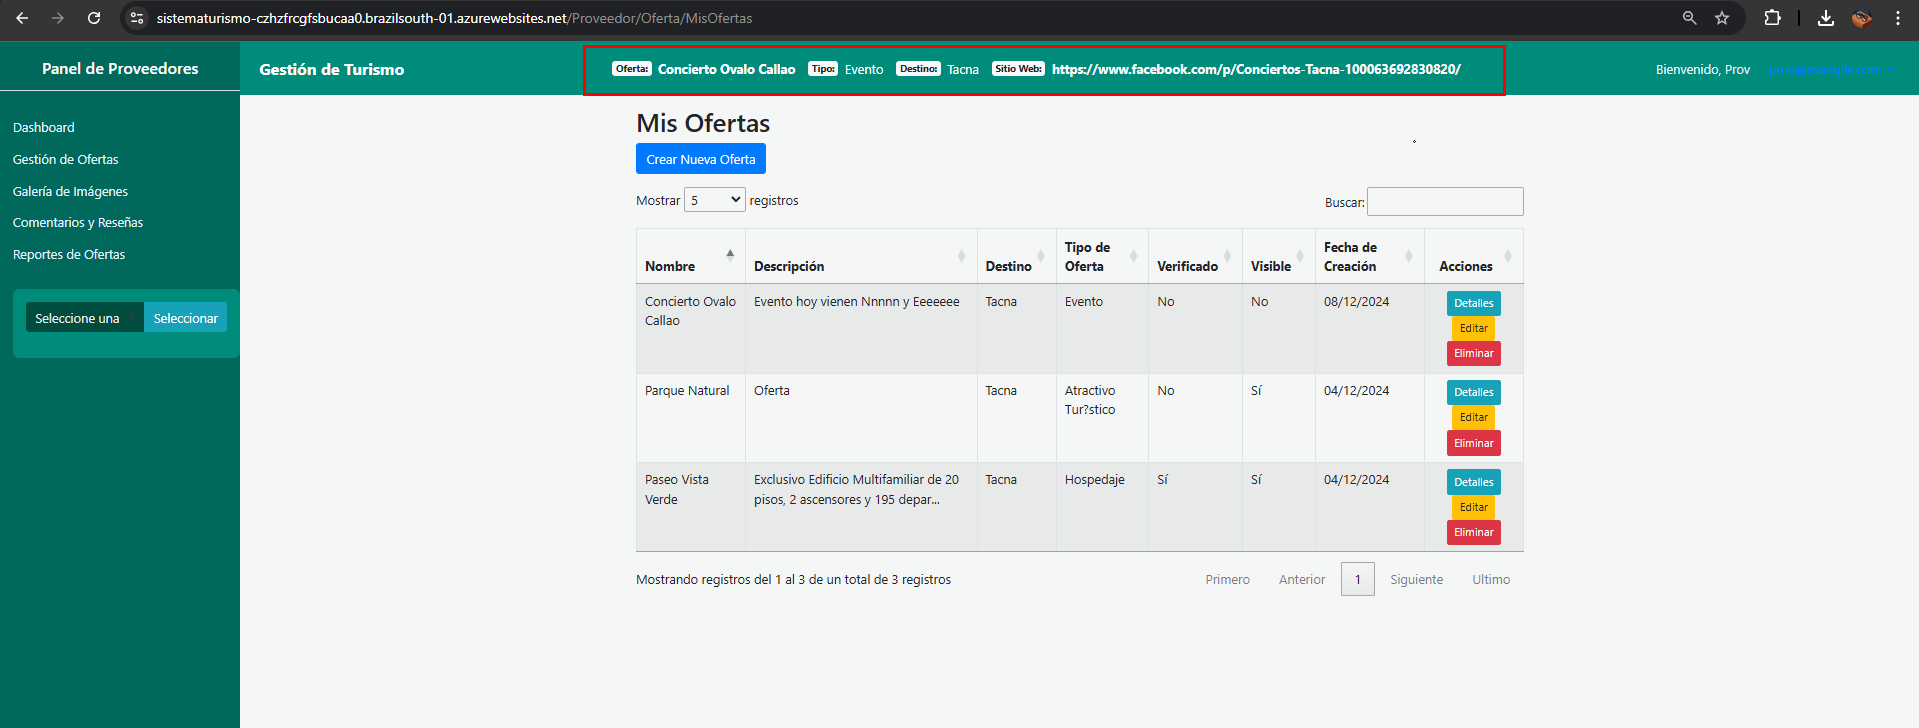 sistematurismo-czhzfrcgfsbucaa0.brazilsouth-01.azurewebsites.net/Proveedor/Oferta/MisOfertas
Panel de Proveedores
Gestión de Turismo
Oferta: Concierto Ovalo Callao Tipo: Evento Destino: Tacna Sitio Web: https://www.facebook.com/p/Conciertos-Tacna-100063692830820/
Bienvenido, Prov prov@example.com
Dashboard
Gestión de Ofertas
Galería de Imágenes
Comentarios y Reseñas
Reportes de Ofertas
Seleccione una Seleccionar
Mis Ofertas
Crear Nueva Oferta
Mostrar 5 registros
Buscar:
Nombre Descripción Destino Tipo de Oferta Verificado Visible Fecha de Creación Acciones
Concierto Ovalo Callao Evento hoy vienen Nnnnn y Eeeeeee Tacna Evento No No 08/12/2024
Detalles
Editar
Eliminar
Parque Natural Oferta Tacna Atractivo Tur?stico No Sí 04/12/2024
Detalles
Editar
Eliminar
Paseo Vista Verde Exclusivo Edificio Multifamiliar de 20 pisos, 2 ascensores y 195 depar... Tacna Hospedaje Sí Sí 04/12/2024
Detalles
Editar
Eliminar
Mostrando registros del 1 al 3 de un total de 3 registros
Primero Anterior 1 Siguiente Ultimo